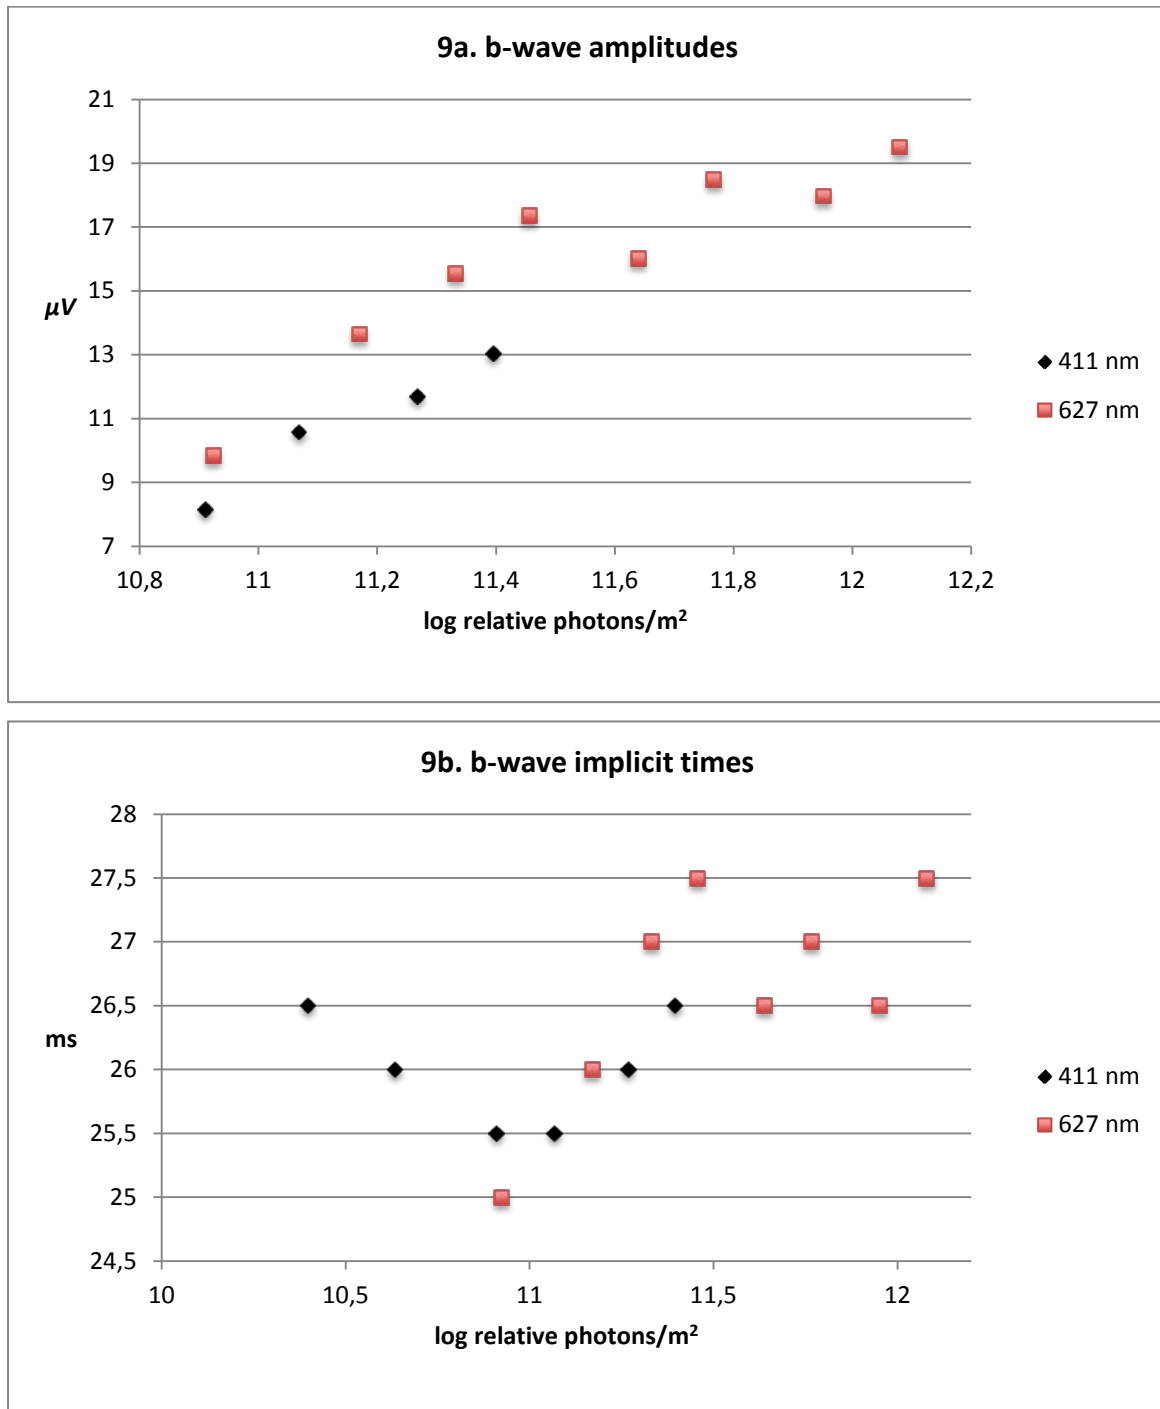 9a. b-wave amplitudes
21
19
17
15
µV
13
411 nm
11
627 nm
9
7
10,8 11 11,2 11,4 11,6 11,8 12 12,2
log relative photons/m²
9b. b-wave implicit times
28
27,5
27
26,5
ms
26
411 nm
25,5
627 nm
25
24,5
10 10,5 11 11,5 12
log relative photons/m²